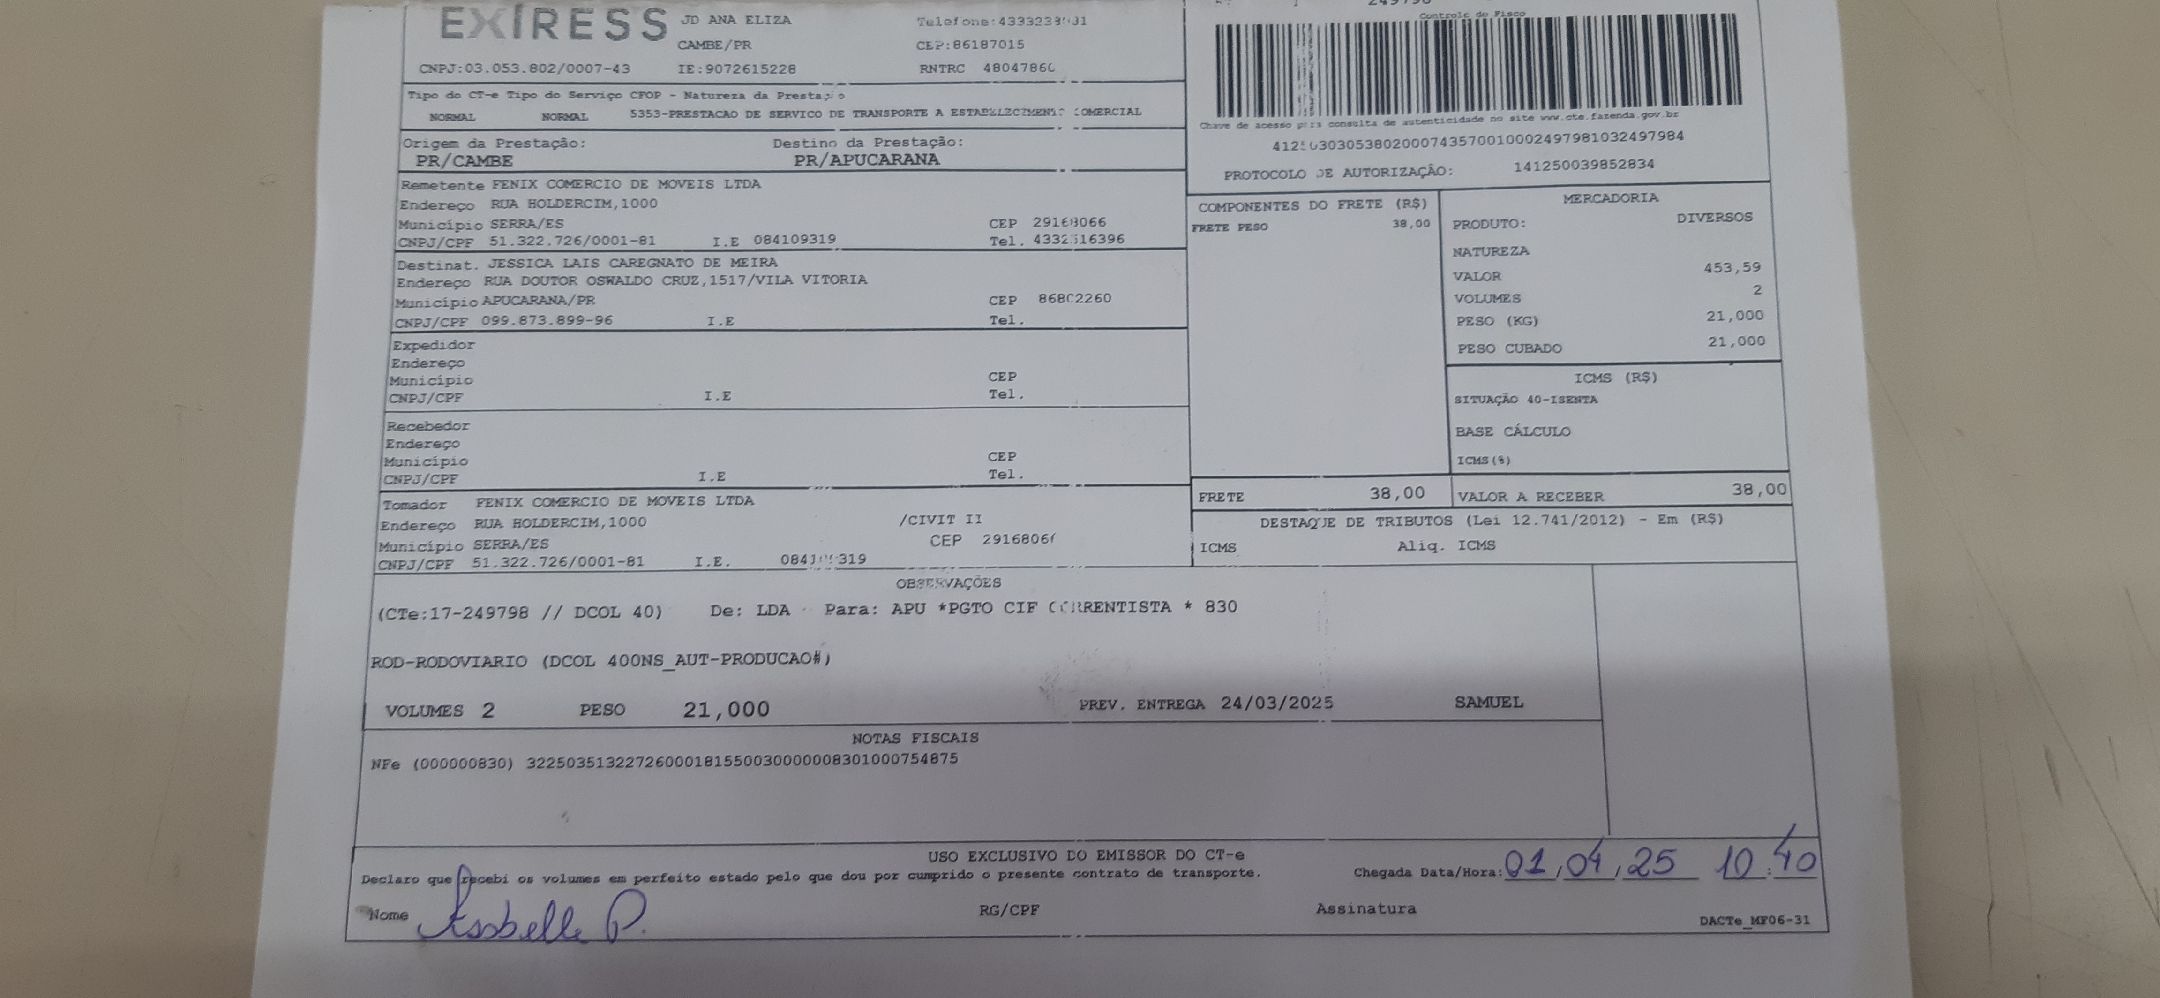 EXPRESS JD ANA ELIZA
CAMBE/PR
CEP:86187015
CNPJ:03.053.802/0007-43 IE:9072615228 RNTRC
Tipo do CT-e Tipo do Serviço CFOP - Natureza da Prestação
NORMAL NORMAL 5353-PRESTACAO DE SERVICO DE TRANSPORTE A ESTABELECIMENTO COMERCIAL
Origem da Prestação: Destino da Prestação:
PR/CAMBE PR/APUCARANA
Remetente FENIX COMERCIO DE MOVEIS LTDA
Endereço RUA HOLDERCIM,1000
Município SERRA/ES CEP 29168066
CNPJ/CPF 51.322.726/0001-81 I.E 084109319 Tel.
Destinat. JESSICA LAIS CAREGNATO DE MEIRA
Endereço RUA DOUTOR OSWALDO CRUZ,1517/VILA VITORIA
Município APUCARANA/PR CEP 86802260
CNPJ/CPF 099.873.899-96 I.E Tel.
Expedidor
Endereço
Município CEP
CNPJ/CPF I.E Tel.
Recebedor
Endereço
Município CEP
CNPJ/CPF I.E Tel.
Tomador FENIX COMERCIO DE MOVEIS LTDA
Endereço RUA HOLDERCIM,1000 /CIVIT II
Município SERRA/ES CEP 29168066
CNPJ/CPF 51.322.726/0001-81 I.E. 084109319
Controle do Fisco
Chave de acesso para consulta de autenticidade no site www.cte.fazenda.gov.br
41250303053802000743570010002497981032497984
PROTOCOLO DE AUTORIZAÇÃO: 141250039852834
COMPONENTES DO FRETE (R$)
FRETE PESO 38,00
MERCADORIA
PRODUTO: DIVERSOS
NATUREZA
VALOR 453,59
VOLUMES 2
PESO (KG) 21,000
PESO CUBADO 21,000
ICMS (R$)
SITUAÇÃO 40-ISENTA
BASE CÁLCULO
ICMS(%)
FRETE 38,00 VALOR A RECEBER 38,00
DESTAQUE DE TRIBUTOS (Lei 12.741/2012) - Em (R$)
ICMS Aliq. ICMS
OBSERVAÇÕES
(CTe:17-249798 // DCOL 40) De: LDA - Para: APU *PGTO CIF CORRENTISTA * 830
ROD-RODOVIARIO (DCOL 400NS_AUT-PRODUCAO#)
VOLUMES 2 PESO 21,000 PREV. ENTREGA 24/03/2025 SAMUEL
NOTAS FISCAIS
NFe (000000830) 32250351322726000181550030000008301000754875
USO EXCLUSIVO DO EMISSOR DO CT-e
Declaro que recebi os volumes em perfeito estado pelo que dou por cumprido o presente contrato de transporte. Chegada Data/Hora: 01/04/25 10:40
Nome Isabelle P. RG/CPF Assinatura
DACTe_MF06-31